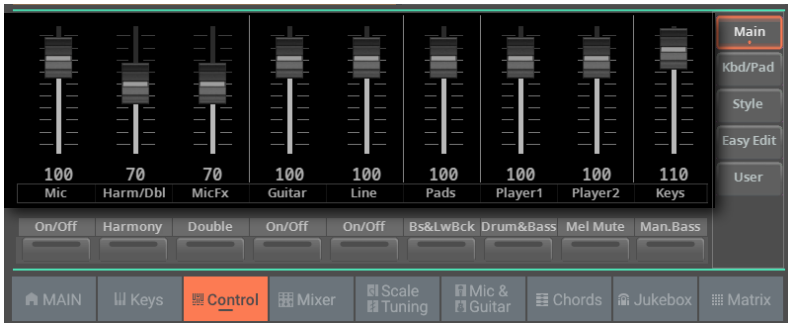 Main
Kbd/Pad
Style
Easy Edit
User
100 70 70 100 100 100 100 100 110
Mic Harm/Dbl MicFx Guitar Line Pads Player1 Player2 Keys
On/Off Harmony Double On/Off On/Off Bs&LwBck Drum&Bass Mel Mute Man.Bass
MAIN Keys Control Mixer Scale Tuning Mic & Guitar Chords Jukebox Matrix